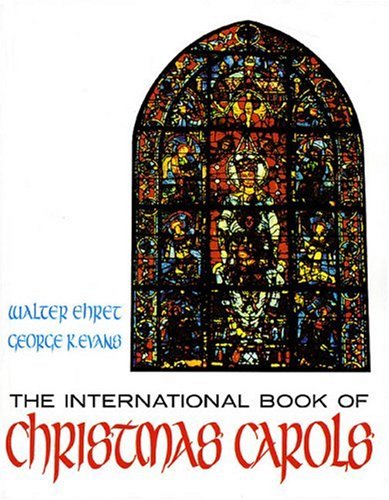 WALTER EHRET
GEORGE K. EVANS
THE INTERNATIONAL BOOK OF
CHRISTMAS CAROLS